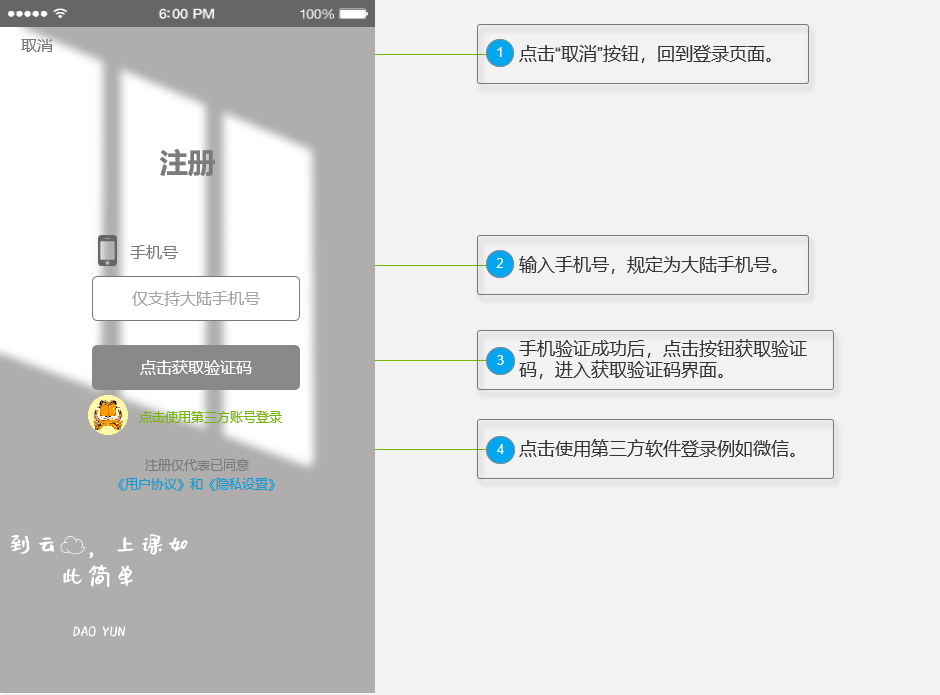 6:00 PM
100%
取消
注册
手机号
仅支持大陆手机号
点击获取验证码
点击使用第三方账号登录
注册仅代表已同意
《用户协议》和《隐私设置》
到云，上课如
此简单
DAO YUN
1 点击“取消”按钮，回到登录页面。
2 输入手机号，规定为大陆手机号。
3 手机验证成功后，点击按钮获取验证
码，进入获取验证码界面。
4 点击使用第三方软件登录例如微信。